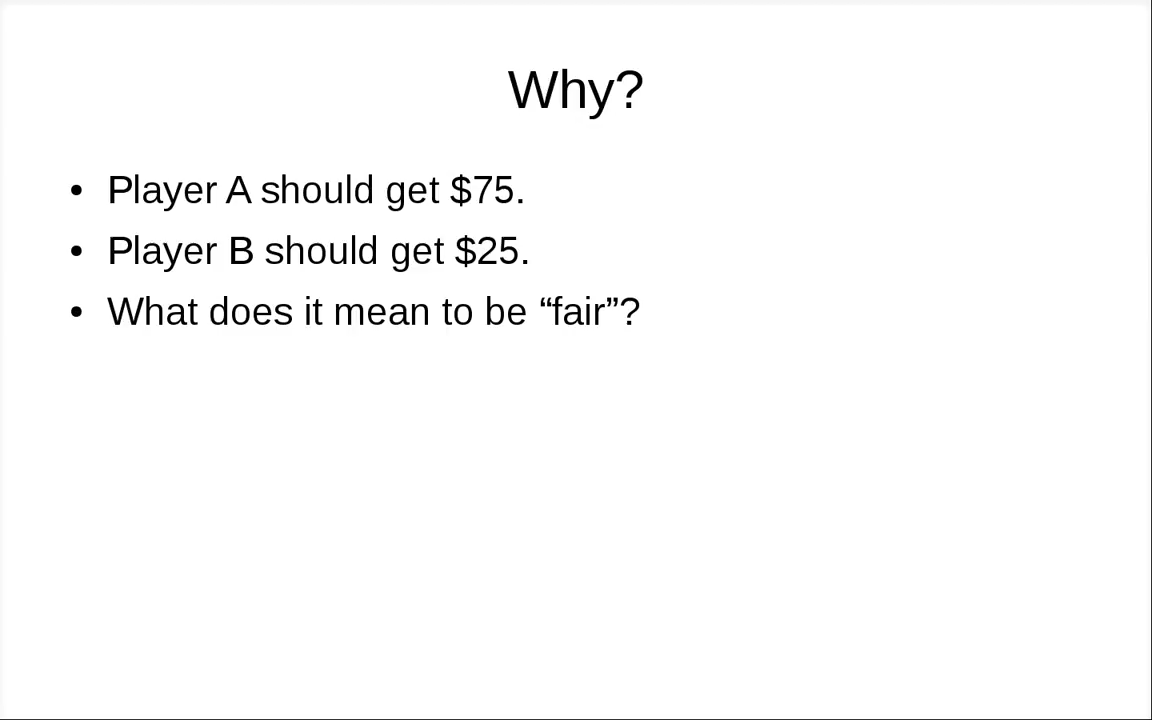 Why?
• Player A should get $75.
• Player B should get $25.
• What does it mean to be “fair”?